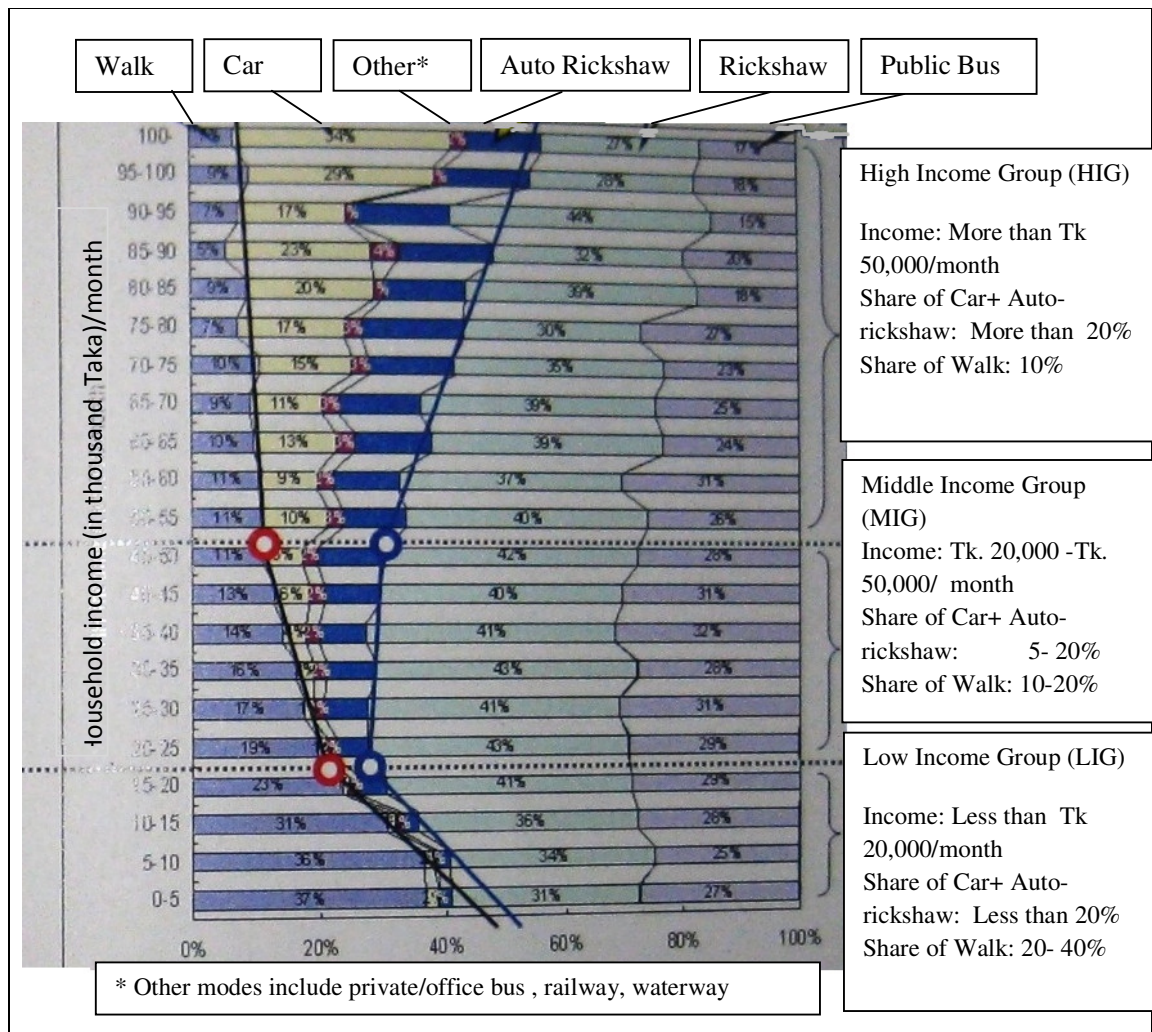 Walk Car Other* Auto Rickshaw Rickshaw Public Bus
Household income (in thousand Taka)/month
100- 7% 34% 27% 17%
95-100 9% 29% 28% 18%
90-95 7% 17% 44% 15%
85-90 5% 23% 4% 32% 20%
80-85 9% 20% 39% 18%
75-80 7% 17% 30% 27%
70-75 10% 15% 35% 23%
65-70 9% 11% 39% 25%
60-65 10% 13% 39% 24%
11% 9% 37% 31%
11% 10% 40% 26%
11% 42% 28%
13% 6% 40% 31%
14% 41% 32%
16% 43% 28%
17% 41% 31%
20-25 19% 43% 29%
15-20 23% 41% 29%
10-15 31% 36% 28%
5-10 36% 34% 25%
0-5 37% 31% 27%
0% 20% 40% 60% 80% 100%
* Other modes include private/office bus , railway, waterway
High Income Group (HIG)
Income: More than Tk
50,000/month
Share of Car+ Auto-
rickshaw: More than 20%
Share of Walk: 10%
Middle Income Group
(MIG)
Income: Tk. 20,000 -Tk.
50,000/ month
Share of Car+ Auto-
rickshaw: 5- 20%
Share of Walk: 10-20%
Low Income Group (LIG)
Income: Less than Tk
20,000/month
Share of Car+ Auto-
rickshaw: Less than 20%
Share of Walk: 20- 40%